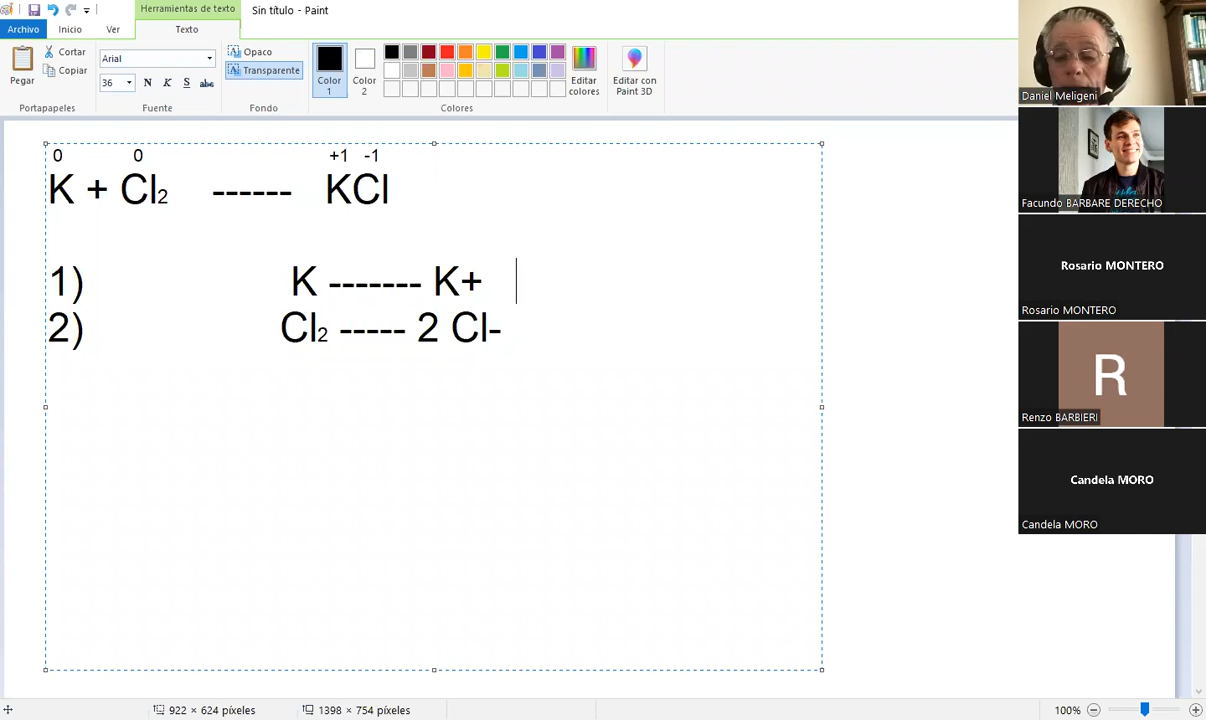 Herramientas de texto
Sin título - Paint
Archivo Inicio Ver Texto
Pegar Cortar Copiar
Arial
36 N K S abc
Opaco
Transparente
Color 1
Color 2
Editar colores
Editar con Paint 3D
Portapapeles Fuente Fondo Colores
0 0 +1 -1
K + Cl2 ------ KCl
1) K ------- K+
2) Cl2 ----- 2 Cl-
Daniel Meligeni
Facundo BARBARE DERECHO
Rosario MONTERO
Rosario MONTERO
R
Renzo BARBIERI
Candela MORO
Candela MORO
922 × 624 píxeles 1398 × 754 píxeles 100%